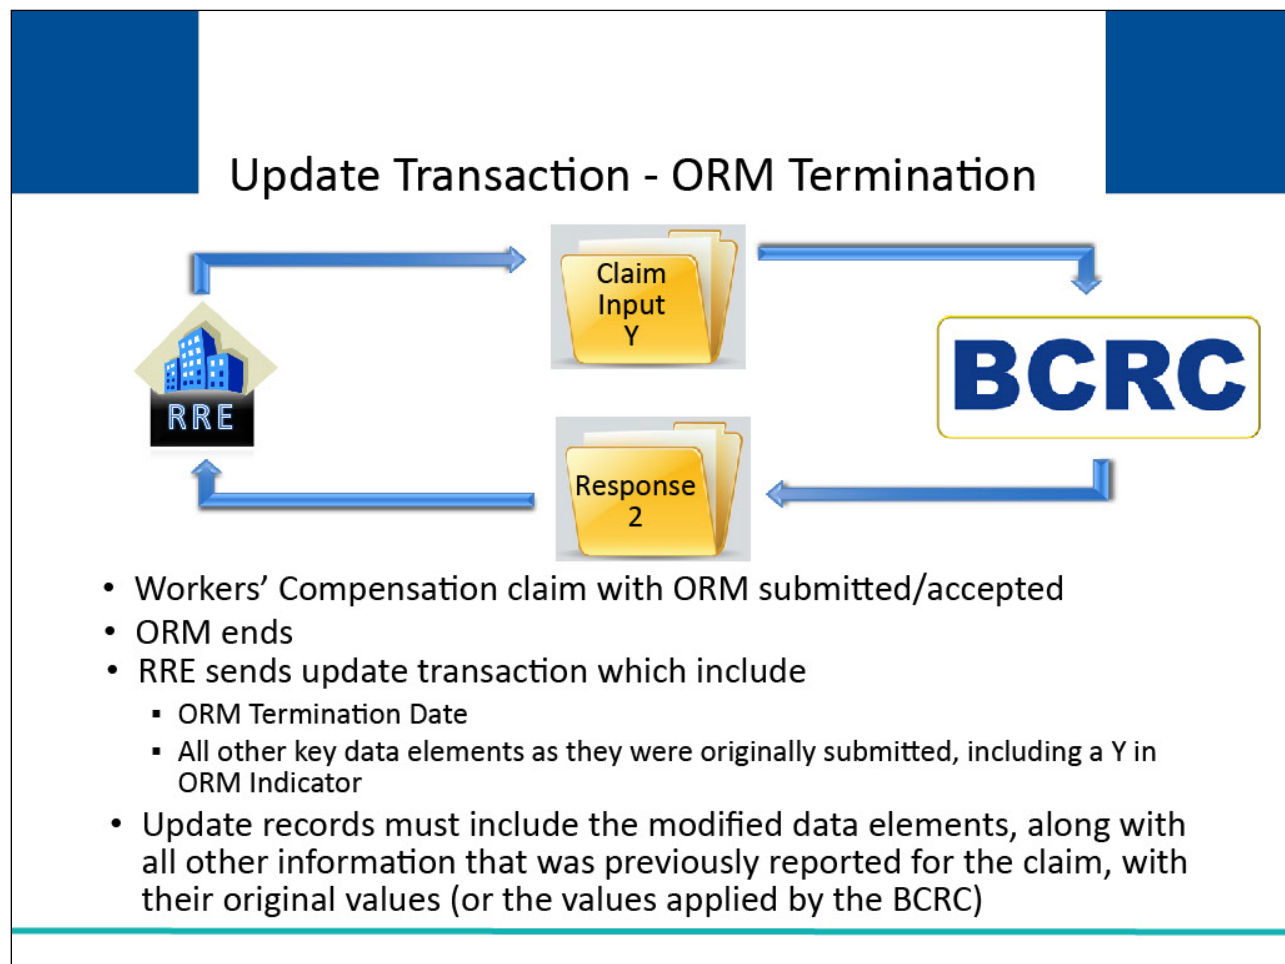 Update Transaction - ORM Termination
Claim
Input
Y
RRE
BCRC
Response
2
• Workers' Compensation claim with ORM submitted/accepted
• ORM ends
• RRE sends update transaction which include
▪ ORM Termination Date
▪ All other key data elements as they were originally submitted, including a Y in
ORM Indicator
• Update records must include the modified data elements, along with
all other information that was previously reported for the claim, with
their original values (or the values applied by the BCRC)